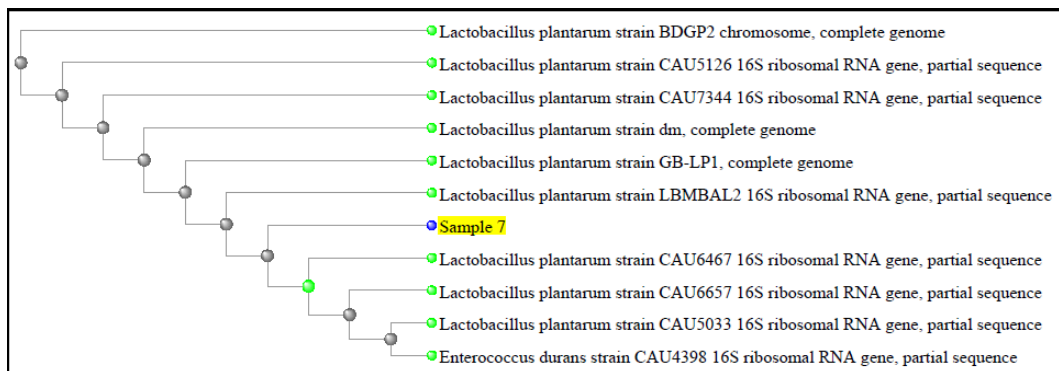 Lactobacillus plantarum strain BDGP2 chromosome, complete genome
Lactobacillus plantarum strain CAU5126 16S ribosomal RNA gene, partial sequence
Lactobacillus plantarum strain CAU7344 16S ribosomal RNA gene, partial sequence
Lactobacillus plantarum strain dm, complete genome
Lactobacillus plantarum strain GB-LP1, complete genome
Lactobacillus plantarum strain LBMBAL2 16S ribosomal RNA gene, partial sequence
Sample 7
Lactobacillus plantarum strain CAU6467 16S ribosomal RNA gene, partial sequence
Lactobacillus plantarum strain CAU6657 16S ribosomal RNA gene, partial sequence
Lactobacillus plantarum strain CAU5033 16S ribosomal RNA gene, partial sequence
Enterococcus durans strain CAU4398 16S ribosomal RNA gene, partial sequence